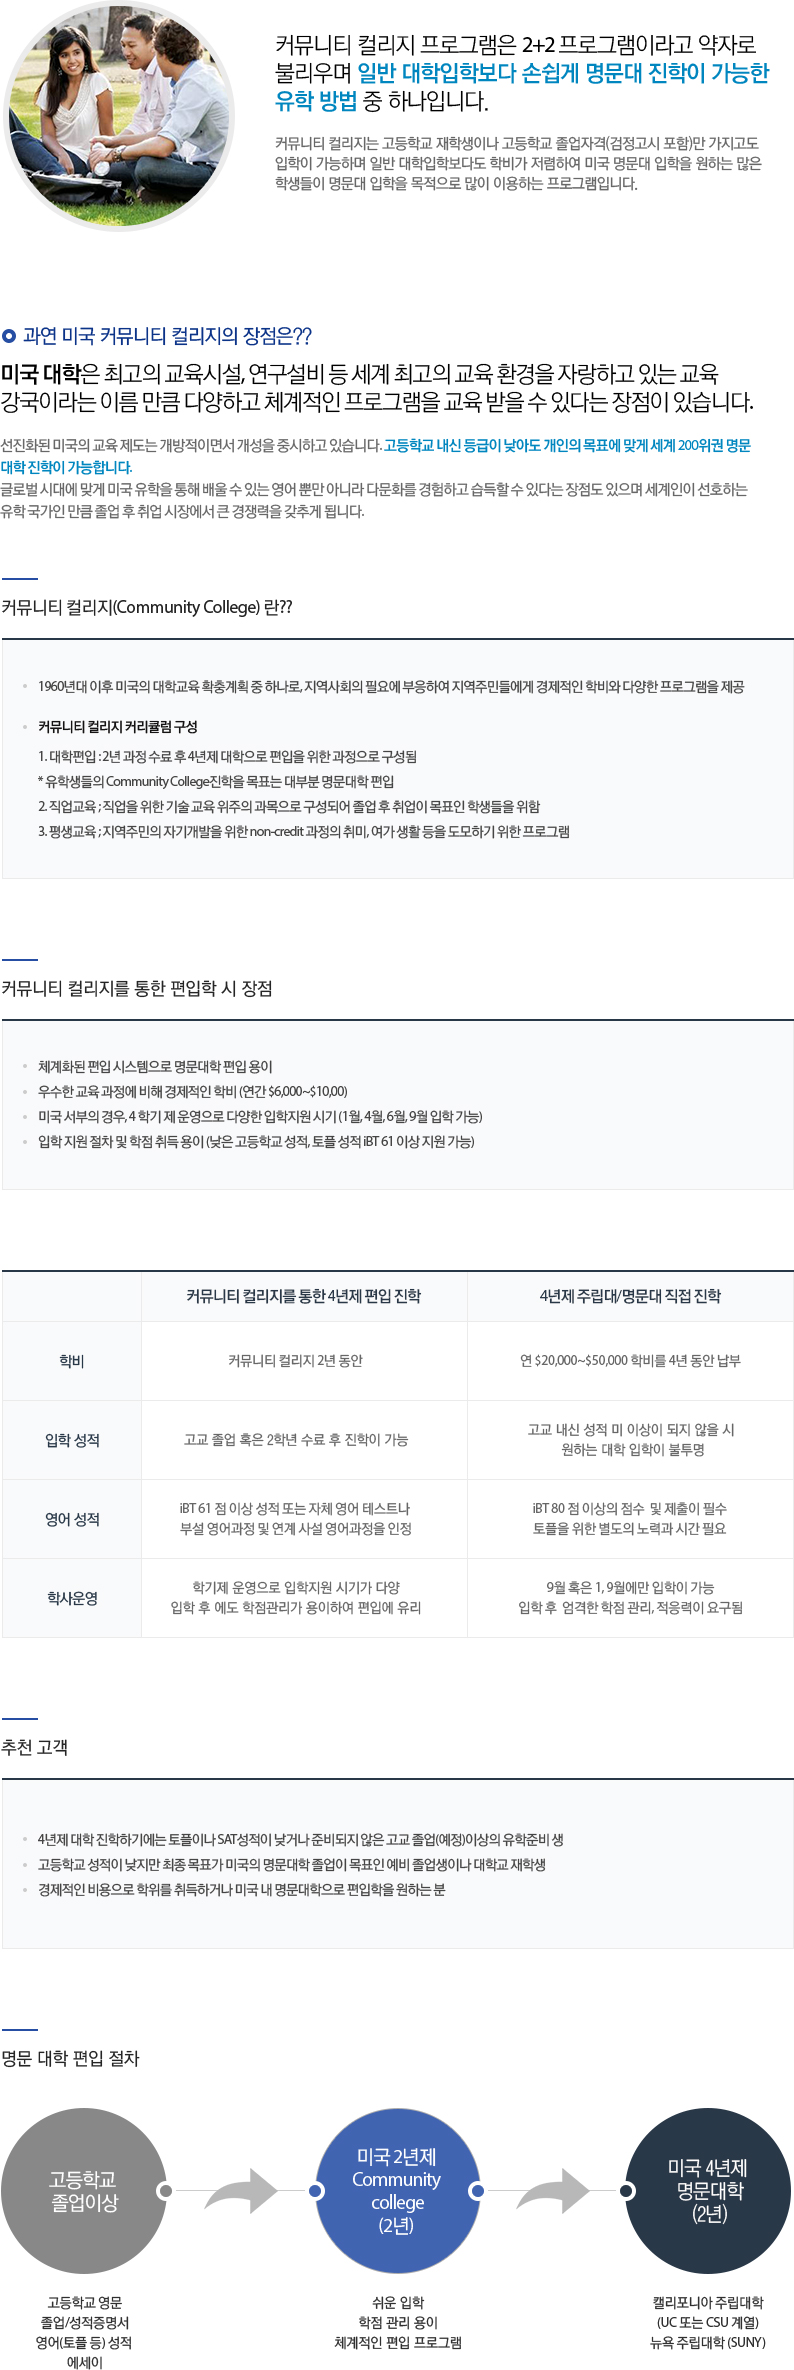 커뮤니티 컬리지 프로그램은 2+2 프로그램이라고 약자로
불리우며 일반 대학입학보다 손쉽게 명문대 진학이 가능한
유학 방법 중 하나입니다.
커뮤니티 컬리지는 고등학교 재학생이나 고등학교 졸업자격(검정고시 포함)만 가지고도
입학이 가능하며 일반 대학입학보다도 학비가 저렴하여 미국 명문대 입학을 원하는 많은
학생들이 명문대 입학을 목적으로 많이 이용하는 프로그램입니다.
과연 미국 커뮤니티 컬리지의 장점은??
미국 대학은 최고의 교육시설, 연구설비 등 세계 최고의 교육 환경을 자랑하고 있는 교육
강국이라는 이름 만큼 다양하고 체계적인 프로그램을 교육 받을 수 있다는 장점이 있습니다.
선진화된 미국의 교육 제도는 개방적이면서 개성을 중시하고 있습니다. 고등학교 내신 등급이 낮아도 개인의 목표에 맞게 세계 200위권 명문
대학 진학이 가능합니다.
글로벌 시대에 맞게 미국 유학을 통해 배울 수 있는 영어 뿐만 아니라 다문화를 경험하고 습득할 수 있다는 장점도 있으며 세계인이 선호하는
유학 국가인 만큼 졸업 후 취업 시장에서 큰 경쟁력을 갖추게 됩니다.
커뮤니티 컬리지(Community College) 란??
1960년대 이후 미국의 대학교육 확충계획 중 하나로, 지역사회의 필요에 부응하여 지역주민들에게 경제적인 학비와 다양한 프로그램을 제공
커뮤니티 컬리지 커리큘럼 구성
1. 대학편입 : 2년 과정 수료 후 4년제 대학으로 편입을 위한 과정으로 구성됨
* 유학생들의 Community College진학을 목표는 대부분 명문대학 편입
2. 직업교육 ; 직업을 위한 기술 교육 위주의 과목으로 구성되어 졸업 후 취업이 목표인 학생들을 위함
3. 평생교육 ; 지역주민의 자기개발을 위한 non-credit 과정의 취미, 여가 생활 등을 도모하기 위한 프로그램
커뮤니티 컬리지를 통한 편입학 시 장점
체계화된 편입 시스템으로 명문대학 편입 용이
우수한 교육 과정에 비해 경제적인 학비 (연간 $6,000~$10,00)
미국 서부의 경우, 4 학기 제 운영으로 다양한 입학지원 시기 (1월, 4월, 6월, 9월 입학 가능)
입학 지원 절차 및 학점 취득 용이 (낮은 고등학교 성적, 토플 성적 iBT 61 이상 지원 가능)
커뮤니티 컬리지를 통한 4년제 편입 진학
4년제 주립대/명문대 직접 진학
학비
커뮤니티 컬리지 2년 동안
연 $20,000~$50,000 학비를 4년 동안 납부
입학 성적
고교 졸업 혹은 2학년 수료 후 진학이 가능
고교 내신 성적 미 이상이 되지 않을 시
원하는 대학 입학이 불투명
영어 성적
iBT 61 점 이상 성적 또는 자체 영어 테스트나
부설 영어과정 및 연계 사설 영어과정을 인정
iBT 80 점 이상의 점수 및 제출이 필수
토플을 위한 별도의 노력과 시간 필요
학사운영
학기제 운영으로 입학지원 시기가 다양
입학 후 에도 학점관리가 용이하여 편입에 유리
9월 혹은 1, 9월에만 입학이 가능
입학 후 엄격한 학점 관리, 적응력이 요구됨
추천 고객
4년제 대학 진학하기에는 토플이나 SAT성적이 낮거나 준비되지 않은 고교 졸업(예정)이상의 유학준비 생
고등학교 성적이 낮지만 최종 목표가 미국의 명문대학 졸업이 목표인 예비 졸업생이나 대학교 재학생
경제적인 비용으로 학위를 취득하거나 미국 내 명문대학으로 편입학을 원하는 분
명문 대학 편입 절차
고등학교
졸업이상
미국 2년제
Community
college
(2년)
미국 4년제
명문대학
(2년)
고등학교 영문
졸업/성적증명서
영어(토플 등) 성적
에세이
쉬운 입학
학점 관리 용이
체계적인 편입 프로그램
캘리포니아 주립대학
(UC 또는 CSU 계열)
뉴욕 주립대학 (SUNY)